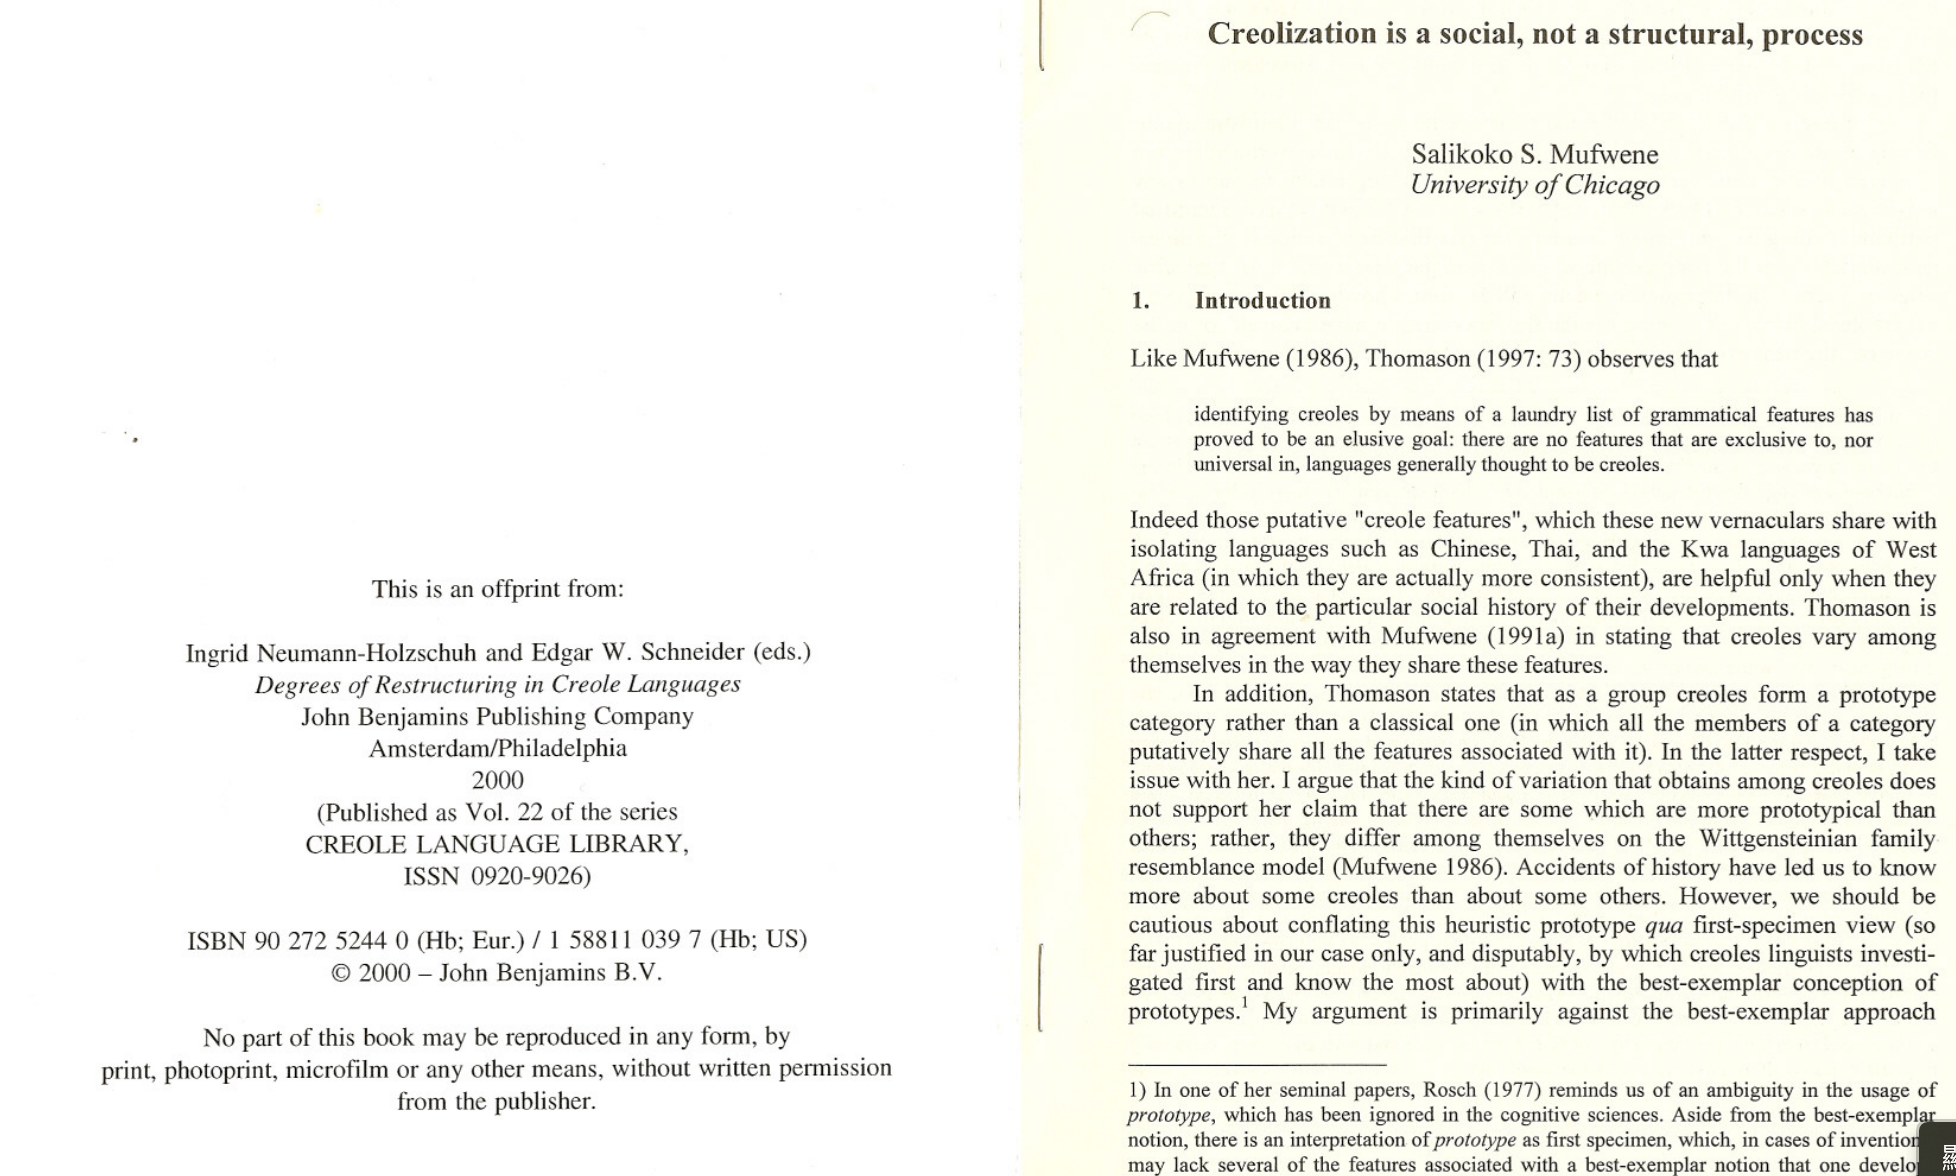 This is an offprint from:
Ingrid Neumann-Holzschuh and Edgar W. Schneider (eds.)
Degrees of Restructuring in Creole Languages
John Benjamins Publishing Company
Amsterdam/Philadelphia
2000
(Published as Vol. 22 of the series
CREOLE LANGUAGE LIBRARY,
ISSN 0920-9026)
ISBN 90 272 5244 0 (Hb; Eur.) / 1 58811 039 7 (Hb; US)
© 2000 – John Benjamins B.V.
No part of this book may be reproduced in any form, by
print, photoprint, microfilm or any other means, without written permission
from the publisher.
Creolization is a social, not a structural, process
Salikoko S. Mufwene
University of Chicago
1. Introduction
Like Mufwene (1986), Thomason (1997: 73) observes that
identifying creoles by means of a laundry list of grammatical features has
proved to be an elusive goal: there are no features that are exclusive to, nor
universal in, languages generally thought to be creoles.
Indeed those putative "creole features", which these new vernaculars share with
isolating languages such as Chinese, Thai, and the Kwa languages of West
Africa (in which they are actually more consistent), are helpful only when they
are related to the particular social history of their developments. Thomason is
also in agreement with Mufwene (1991a) in stating that creoles vary among
themselves in the way they share these features.
In addition, Thomason states that as a group creoles form a prototype
category rather than a classical one (in which all the members of a category
putatively share all the features associated with it). In the latter respect, I take
issue with her. I argue that the kind of variation that obtains among creoles does
not support her claim that there are some which are more prototypical than
others; rather, they differ among themselves on the Wittgensteinian family
resemblance model (Mufwene 1986). Accidents of history have led us to know
more about some creoles than about some others. However, we should be
cautious about conflating this heuristic prototype qua first-specimen view (so
far justified in our case only, and disputably, by which creoles linguists investi-
gated first and know the most about) with the best-exemplar conception of
prototypes.1 My argument is primarily against the best-exemplar approach
1) In one of her seminal papers, Rosch (1977) reminds us of an ambiguity in the usage of
prototype, which has been ignored in the cognitive sciences. Aside from the best-exemplar
notion, there is an interpretation of prototype as first specimen, which, in cases of invention
may lack several of the features associated with a best-exemplar notion that one